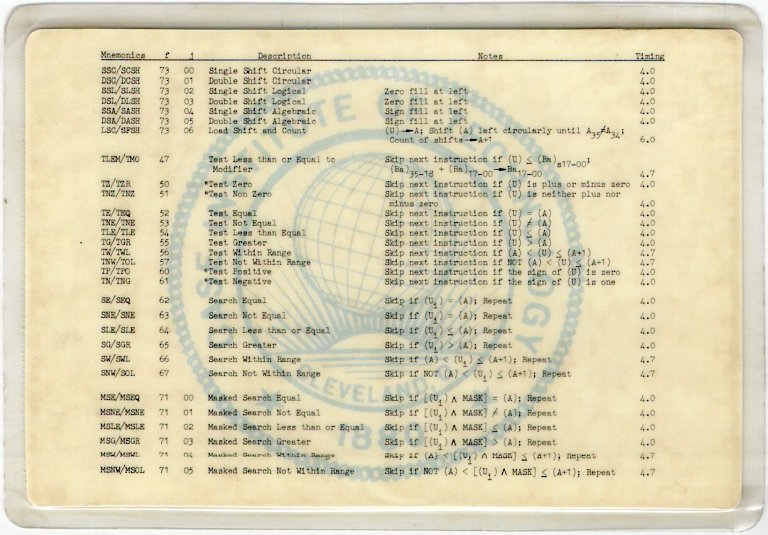 Mnemonics f j Description Notes Timing
SSC/SCSH 73 00 Single Shift Circular 4.0
DSC/DCSH 73 01 Double Shift Circular 4.0
SSL/SLSH 73 02 Single Shift Logical Zero fill at left 4.0
DSL/DLSH 73 03 Double Shift Logical Zero fill at left 4.0
SSA/SASH 73 04 Single Shift Algebraic Sign fill at left 4.0
DSA/DASH 73 05 Double Shift Algebraic Sign fill at left 4.0
LSC/SFSH 73 06 Load Shift and Count (U)→A; Shift (A) left circularly until A35≠A34;
Count of shifts→A+1 6.0
TLEM/TMO 47 Test Less than or Equal to Skip next instruction if (U) ≤ (Ba)s17-00;
Modifier (Ba)35-18 + (Ba)17-00→Ba17-00 4.7
TZ/TZR 50 "Test Zero Skip next instruction if (U) is plus or minus zero 4.0
TNZ/TNZ 51 "Test Non Zero Skip next instruction if (U) is neither plus nor
minus zero 4.0
TE/TEQ 52 Test Equal Skip next instruction if (U) = (A) 4.0
TNE/TNE 53 Test Not Equal Skip next instruction if (U) ≠ (A) 4.0
TLE/TLE 54 Test Less than Equal Skip next instruction if (U) ≤ (A) 4.0
TG/TGR 55 Test Greater Skip next instruction if (U) > (A) 4.0
TW/TWL 56 Test Within Range Skip next instruction if (A) < (U) ≤ (A+1) 4.7
TNW/TOL 57 Test Not Within Range Skip next instruction if NOT (A) < (U) ≤ (A+1) 4.7
TP/TPO 60 "Test Positive Skip next instruction if the sign of (U) is zero 4.0
TN/TNG 61 "Test Negative Skip next instruction if the sign of (U) is one 4.0
SE/SEQ 62 Search Equal Skip if (Ui) = (A); Repeat 4.0
SNE/SNE 63 Search Not Equal Skip if (Ui) = (A); Repeat 4.0
SLE/SLE 64 Search Less than or Equal Skip if (Ui) ≤ (A); Repeat 4.0
SG/SGR 65 Search Greater Skip if (Ui) > (A); Repeat 4.0
SW/SWL 66 Search Within Range Skip if (A) < (Ui) ≤ (A+1); Repeat 4.7
SNW/SOL 67 Search Not Within Range Skip if NOT (A) < (Ui) ≤ (A+1); Repeat 4.7
MSE/MSEQ 71 00 Masked Search Equal Skip if [(Ui) ∧ MASK] = (A); Repeat 4.0
MSNE/MSNE 71 01 Masked Search Not Equal Skip if [(Ui) ∧ MASK] ≠ (A); Repeat 4.0
MSLE/MSLE 71 02 Masked Search Less than or Equal Skip if [(Ui) ∧ MASK] ≤ (A); Repeat 4.0
MSG/MSGR 71 03 Masked Search Greater Skip if [(Ui) ∧ MASK] > (A); Repeat 4.0
MSW/MSWL 71 04 Masked Search Within Range Skip if (A) < [(Ui) ∧ MASK] ≤ (A+1); Repeat 4.7
MSNW/MSOL 71 05 Masked Search Not Within Range Skip if NOT (A) < [(Ui) ∧ MASK] ≤ (A+1); Repeat 4.7
CLEVELAND,